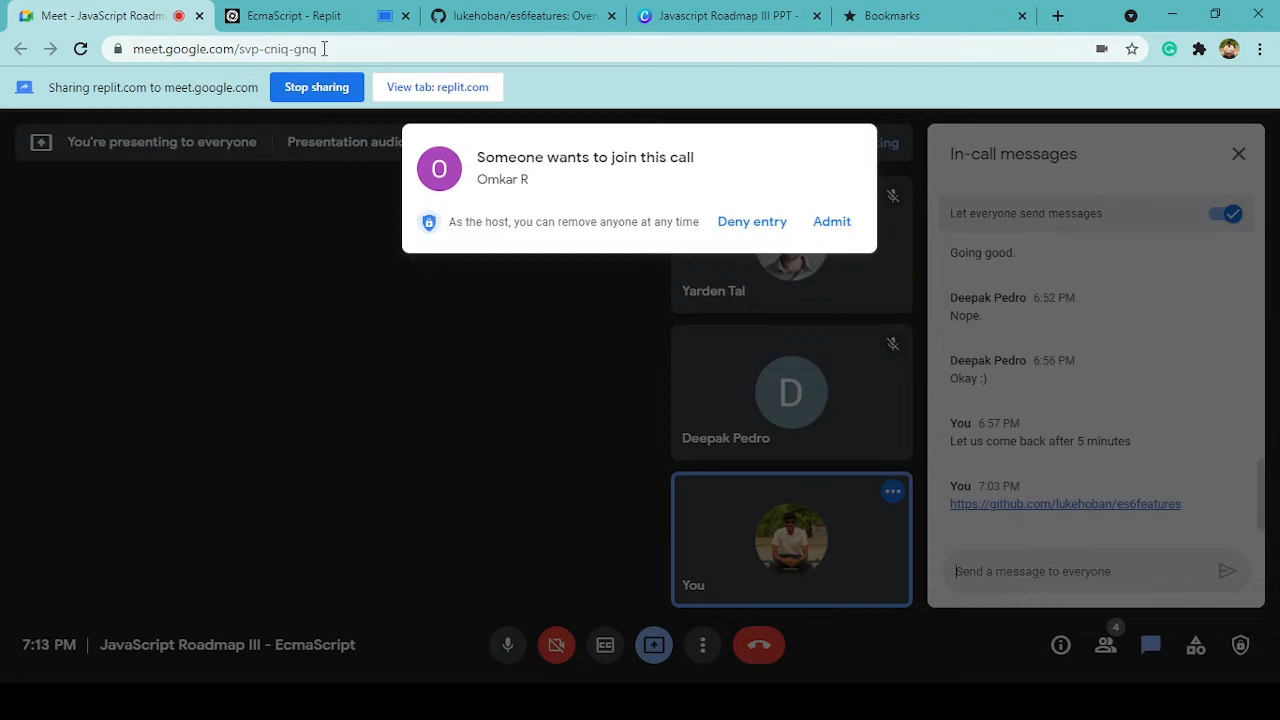 Meet - JavaScript Roadm
EcmaScript - Replit
lukehoban/es6features: Over
Javascript Roadmap III PPT -
Bookmarks
meet.google.com/svp-cniq-gnq
Sharing replit.com to meet.google.com
Stop sharing
View tab: replit.com
You're presenting to everyone
Presentation audio
Someone wants to join this call
O
Omkar R
As the host, you can remove anyone at any time
Deny entry
Admit
Yarden Tal
D
Deepak Pedro
You
In-call messages
Let everyone send messages
Going good.
Deepak Pedro 6:52 PM
Nope.
Deepak Pedro 6:56 PM
Okay :)
You 6:57 PM
Let us come back after 5 minutes
You 7:03 PM
https://github.com/lukehoban/es6features
Send a message to everyone
7:13 PM | JavaScript Roadmap III - EcmaScript
4